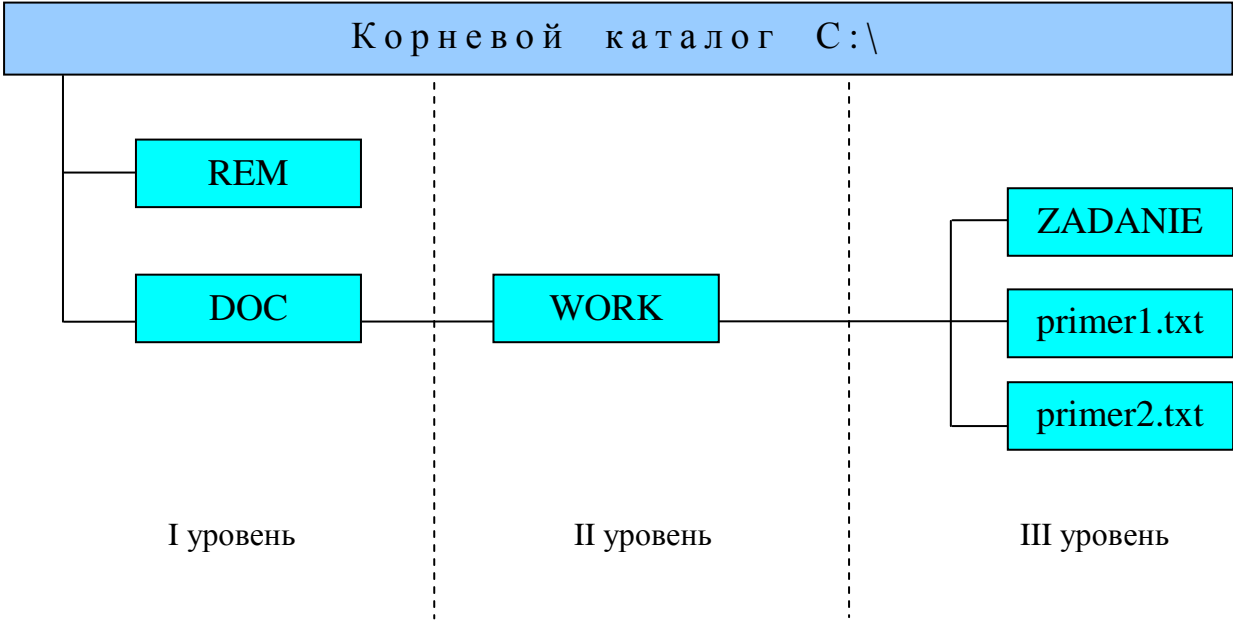 Корневой каталог C:\
REM
ZADANIE
DOC
WORK
primer1.txt
primer2.txt
I уровень
II уровень
III уровень